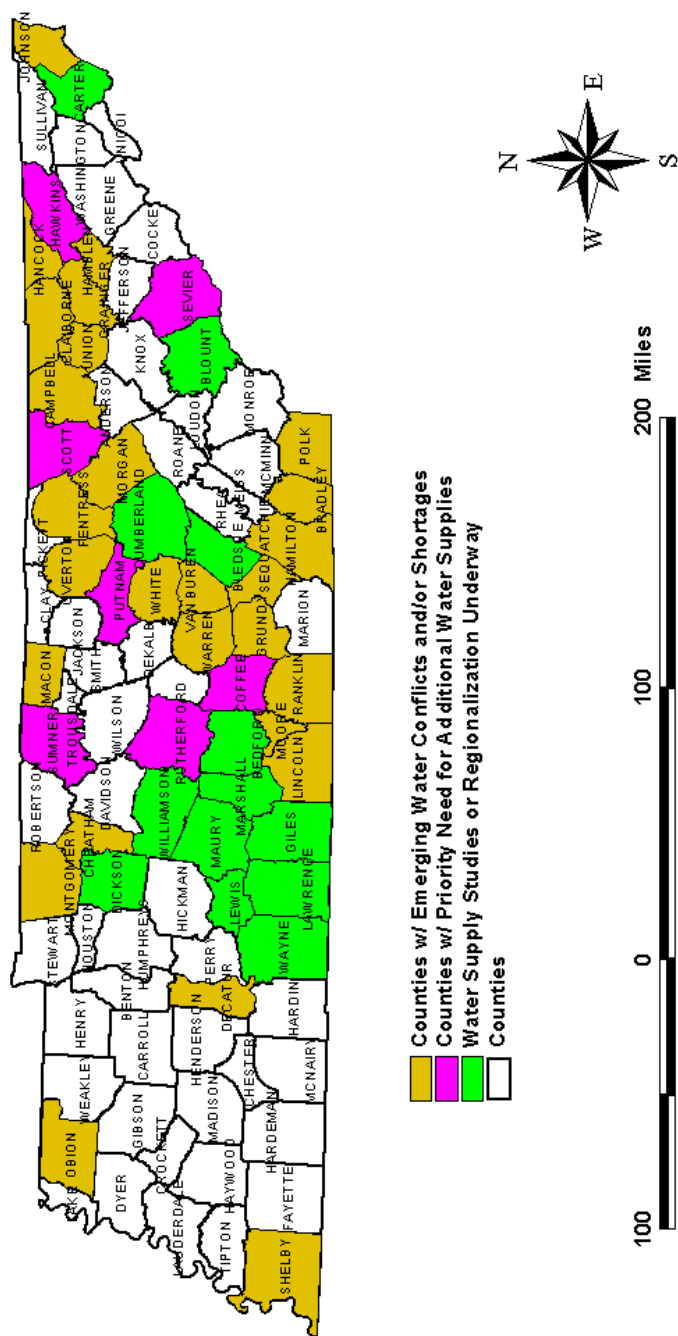 AKE
OBION
WEAKLEY
HENRY
STEWART
MONTGOMERY
ROBERTSON
SUMNER
MACON
CLAY
PICKETT
SCOTT
CAMPBELL
CLAIBORNE
HANCOCK
HAWKINS
SULLIVAN
JOHNSON
CARTER
DYER
GIBSON
CARROLL
BENTON
HOUSTON
HUMPHREYS
DICKSON
CHEATHAM
DAVIDSON
WILSON
TROUSDALE
SMITH
JACKSON
VERTON
FENTRESS
MORGAN
ANDERSON
UNION
GRAINGER
HAMBLEN
JEFFERSON
GREENE
WASHINGTON
NICOI
COCKE
LAUDERDALE
CROCKETT
MADISON
HENDERSON
DECATUR
PERRY
HICKMAN
WILLIAMSON
RUTHERFORD
DEKALB
PUTNAM
WHITE
CUMBERLAND
ROANE
LOUDON
KNOX
BLOUNT
SEVIER
TIPTON
HAYWOOD
CHESTER
LEWIS
MAURY
MARSHALL
BEDFORD
COFFEE
WARREN
VAN BUREN
BLEDSOE
RHEA
MEIGS
MCMINN
MONROE
SHELBY
FAYETTE
HARDEMAN
MCNAIRY
HARDIN
WAYNE
LAWRENCE
GILES
LINCOLN
MOORE
RANKLIN
GRUNDY
MARION
SEQUATCHIE
HAMILTON
BRADLEY
POLK
Counties w/ Emerging Water Conflicts and/or Shortages
Counties w/ Priority Need for Additional Water Supplies
Water Supply Studies or Regionalization Underway
Counties
N
W
E
S
100
0
100
200 Miles